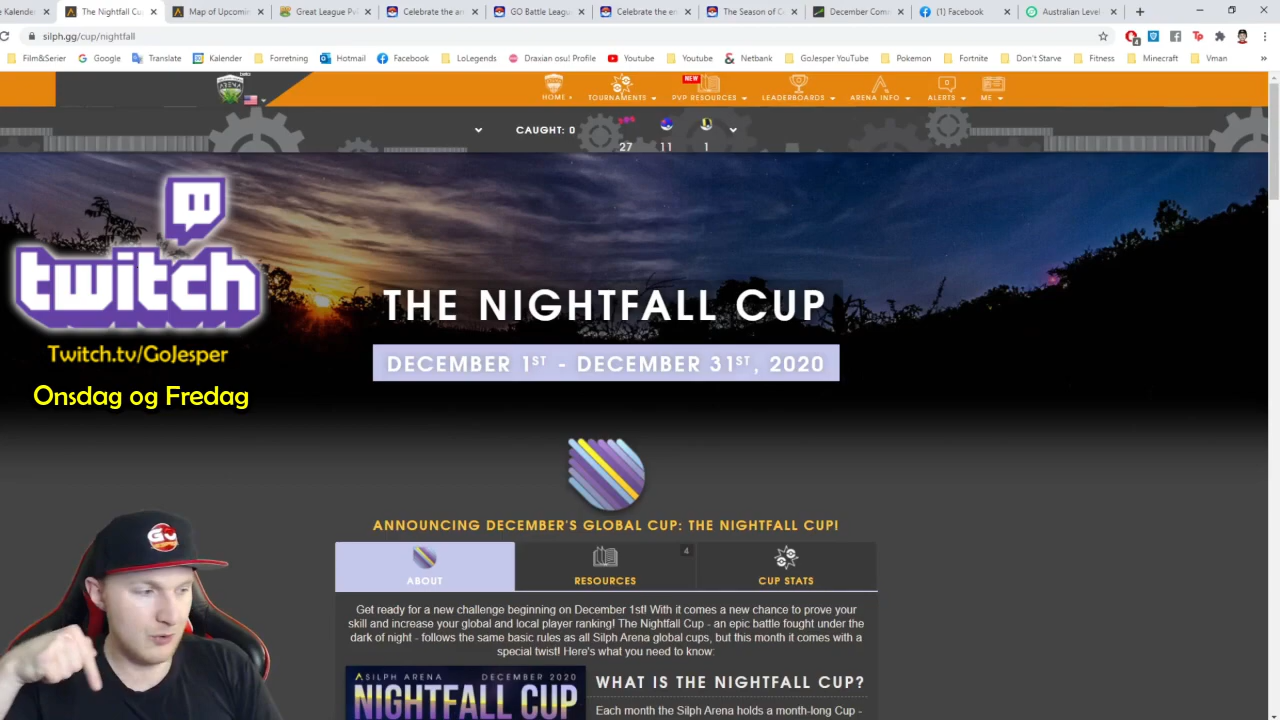 Kalende
The Nightfall Cup
Map of Upcomin
Great League Pv
Celebrate the ar
GO Battle Leagu
Celebrate the en
The Season of C
December Com
(1) Facebook
Australian Level
silph.gg/cup/nightfall
Film&Serier
Google
Translate
Kalender
Forretning
Hotmail
Facebook
LoLegends
Draxian osu! Profile
Youtube
Youtube
Netbank
GoJesper YouTube
Pokemon
Fortnite
Don't Starve
Fitness
Minecraft
Vman
ARENA
NEW
HOME
TOURNAMENTS
PVP RESOURCES
LEADERBOARDS
ARENA INFO
ALERTS
ME
CAUGHT: 0
27
11
1
twitch
Twitch.tv/GoJesper
Onsdag og Fredag
THE NIGHTFALL CUP
DECEMBER 1ST - DECEMBER 31ST, 2020
ANNOUNCING DECEMBER'S GLOBAL CUP: THE NIGHTFALL CUP!
ABOUT
RESOURCES
4
CUP STATS
Get ready for a new challenge beginning on December 1st! With it comes a new chance to prove your
skill and increase your global and local player ranking! The Nightfall Cup - an epic battle fought under the
dark of night - follows the same basic rules as all Silph Arena global cups, but this month it comes with a
special twist! Here's what you need to know:
SILPH ARENA
DECEMBER 2020
NIGHTFALL CUP
WHAT IS THE NIGHTFALL CUP?
Each month the Silph Arena holds a month-long Cup -